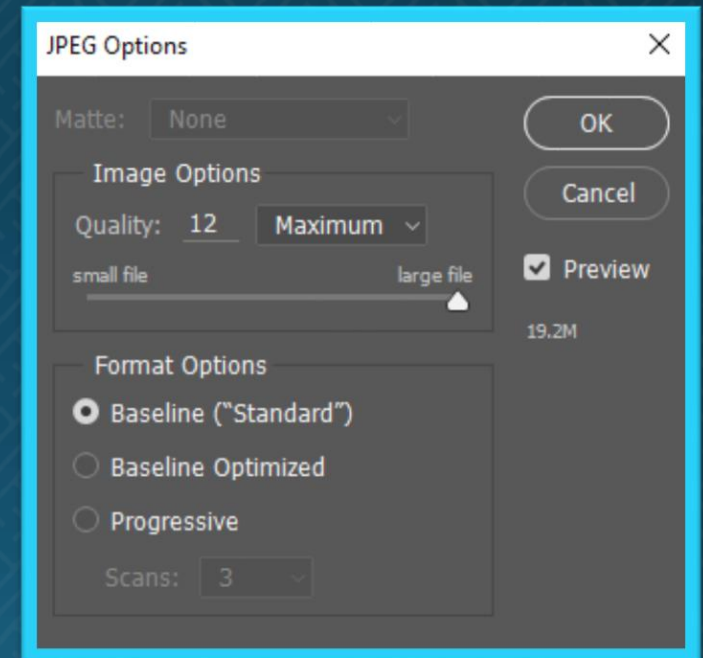 JPEG Options
Matte: None
OK
Image Options
Cancel
Quality: 12 Maximum
Preview
small file large file
19.2M
Format Options
Baseline (“Standard”)
Baseline Optimized
Progressive
Scans: 3